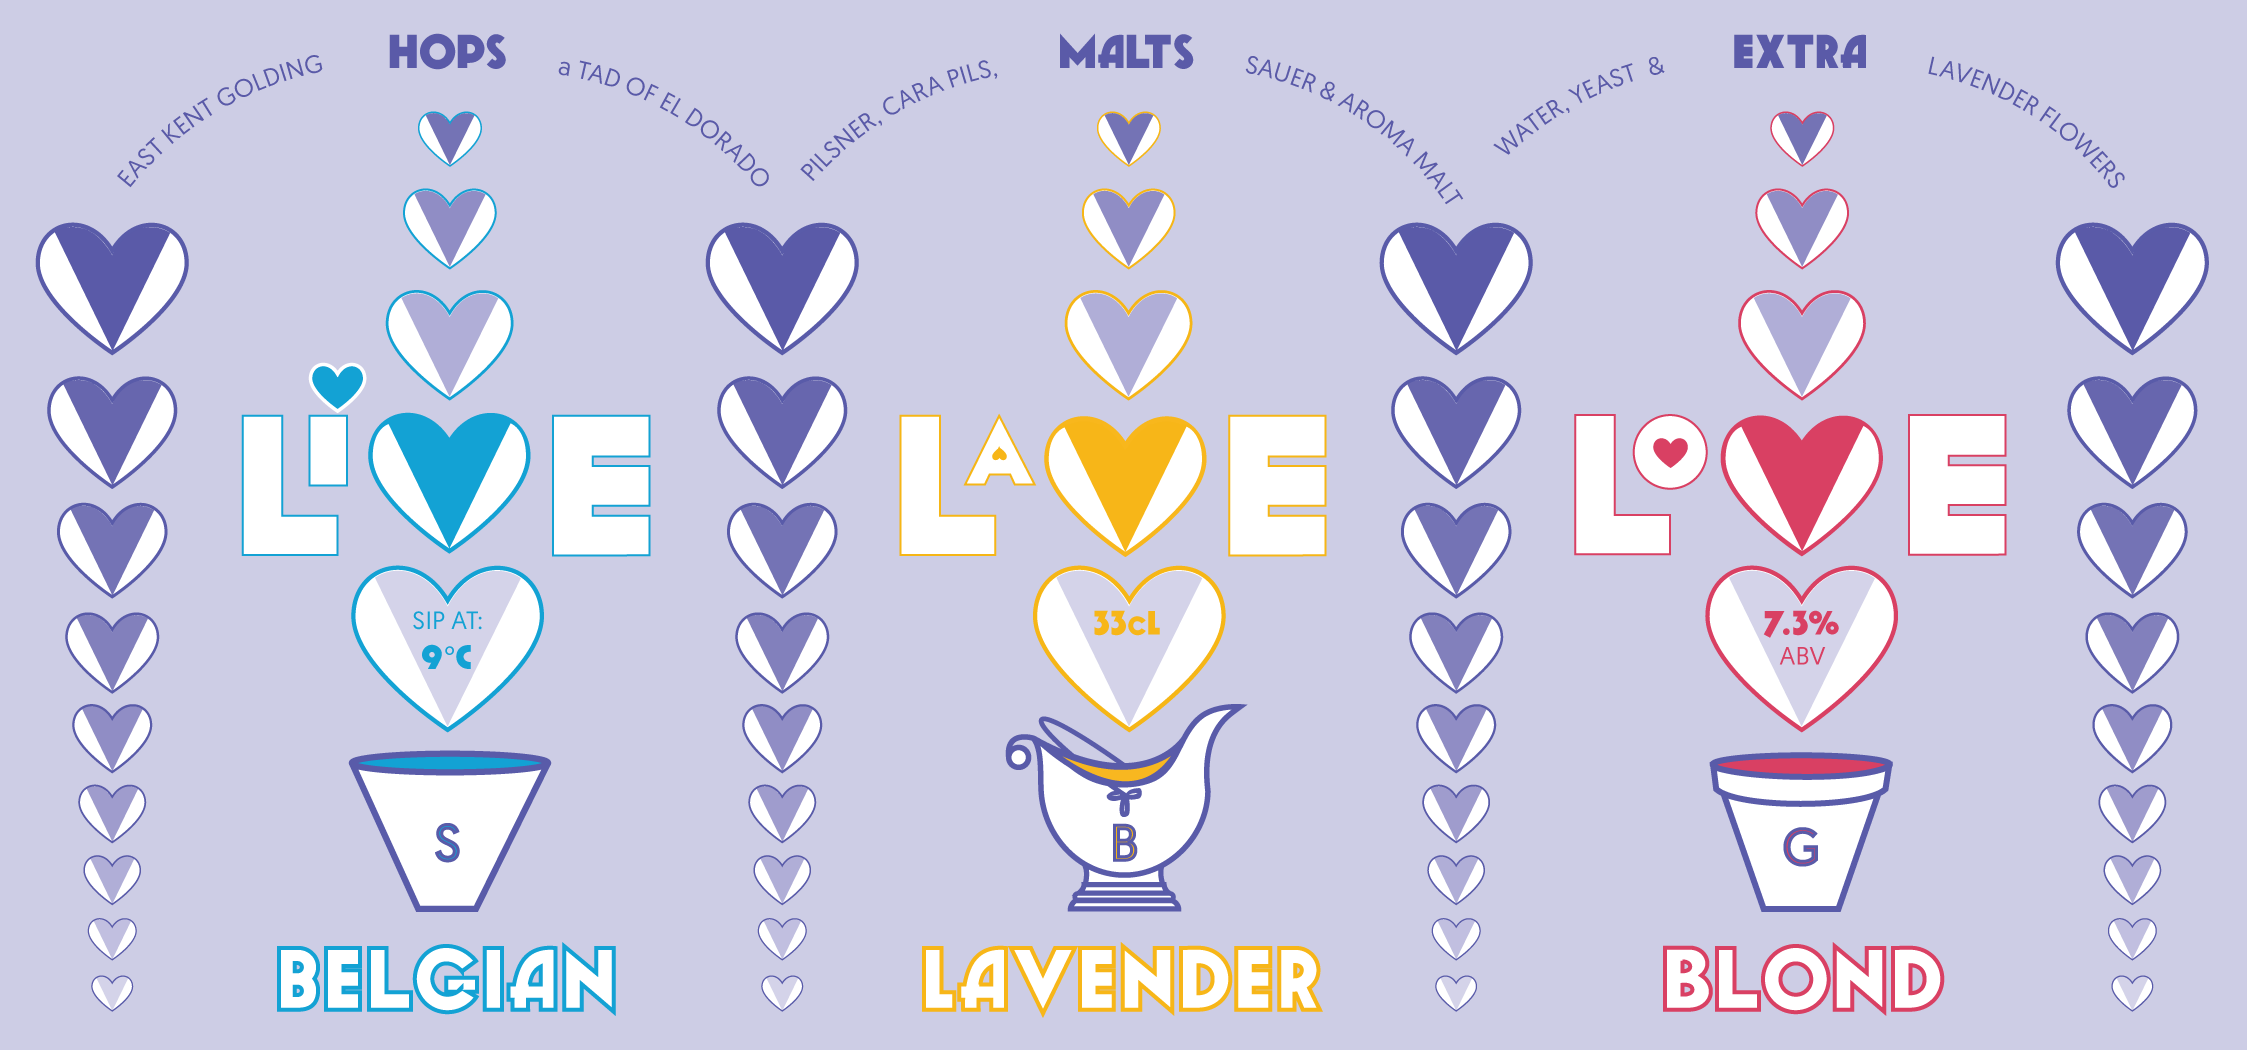 HOPS
EAST KENT GOLDING
a TAD OF EL DORADO
LIVE
SIP AT:
9°C
S
BELGIAN
MALTS
PILSNER, CARA PILS,
SAUER & AROMA MALT
LAVE
33cL
B
LAVENDER
EXTRA
WATER, YEAST &
LAVENDER FLOWERS
LOVE
7.3%
ABV
G
BLOND